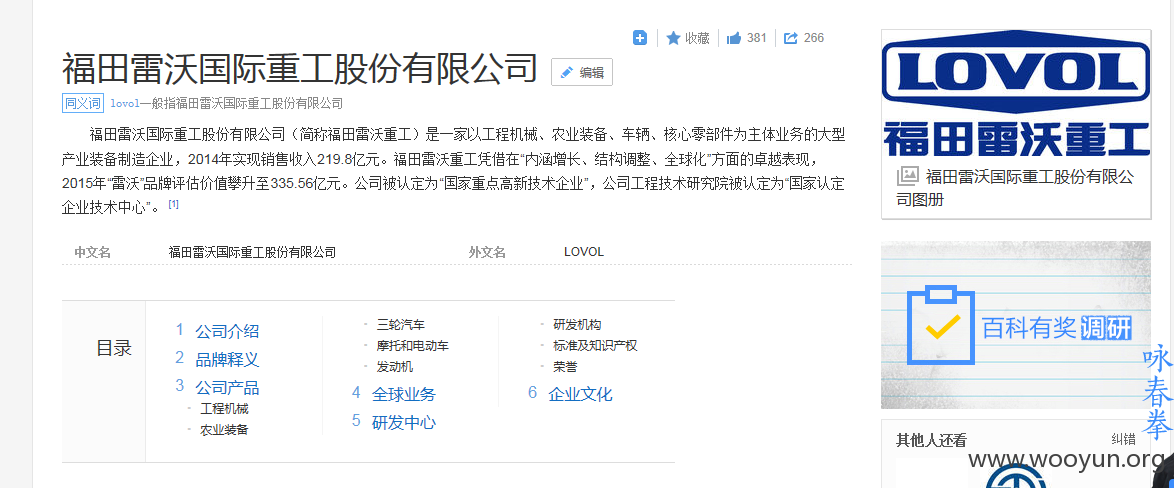 收藏
381
266
福田雷沃国际重工股份有限公司
编辑
同义词 lovol一般指福田雷沃国际重工股份有限公司
福田雷沃国际重工股份有限公司（简称福田雷沃重工）是一家以工程机械、农业装备、车辆、核心零部件为主体业务的大型
产业装备制造企业，2014年实现销售收入219.8亿元。福田雷沃重工凭借在“内涵增长、结构调整、全球化”方面的卓越表现，
2015年“雷沃”品牌评估价值攀升至335.56亿元。公司被认定为“国家重点高新技术企业”，公司工程技术研究院被认定为“国家认定
企业技术中心”。 [1]
中文名 福田雷沃国际重工股份有限公司 外文名 LOVOL
目录
1 公司介绍
2 品牌释义
3 公司产品
- 工程机械
- 农业装备
- 三轮汽车
- 摩托和电动车
- 发动机
4 全球业务
5 研发中心
- 研发机构
- 标准及知识产权
- 荣誉
6 企业文化
LOVOL
福田雷沃重工
福田雷沃国际重工股份有限公
司图册
百科有奖调研
咏春拳
其他人还看 纠错
www.wooyun.org